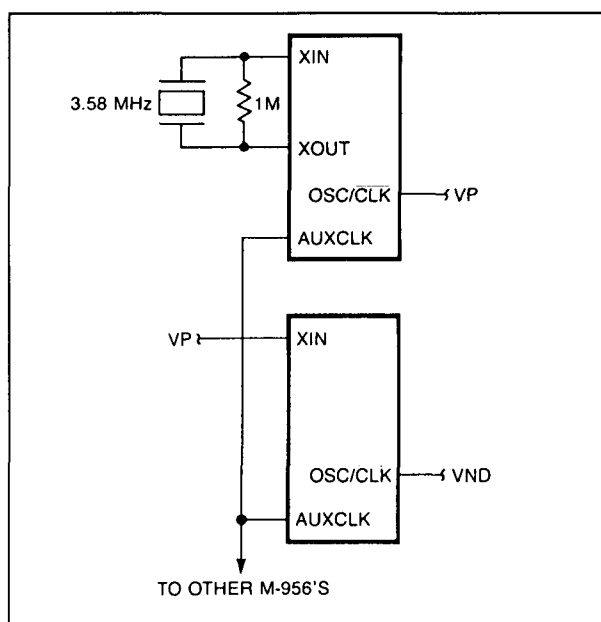 XIN
3.58 MHz
1M
XOUT
OSC/CLK
VP
AUXCLK
VP
XIN
OSC/CLK
VND
AUXCLK
TO OTHER M-956'S